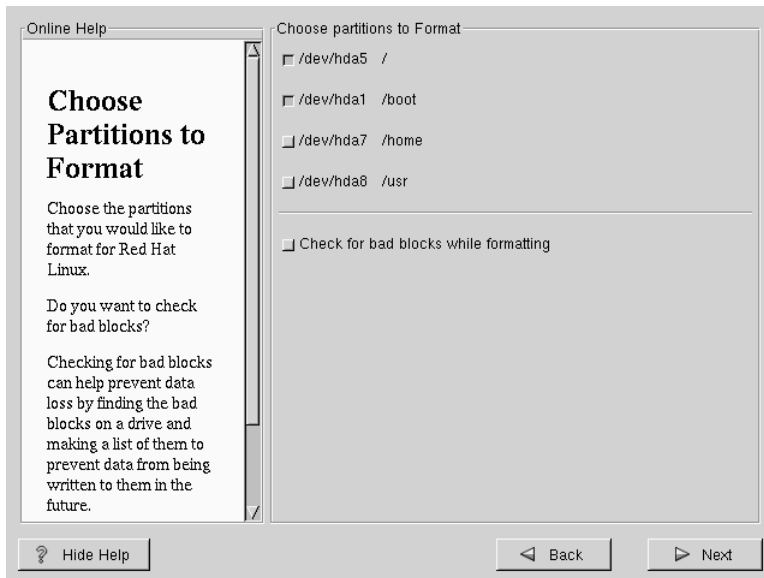 Online Help
Choose
Partitions to
Format
Choose the partitions
that you would like to
format for Red Hat
Linux.
Do you want to check
for bad blocks?
Checking for bad blocks
can help prevent data
loss by finding the bad
blocks on a drive and
making a list of them to
prevent data from being
written to them in the
future.
Choose partitions to Format
/dev/hda5 /
/dev/hda1 /boot
/dev/hda7 /home
/dev/hda8 /usr
Check for bad blocks while formatting
? Hide Help
Back
Next